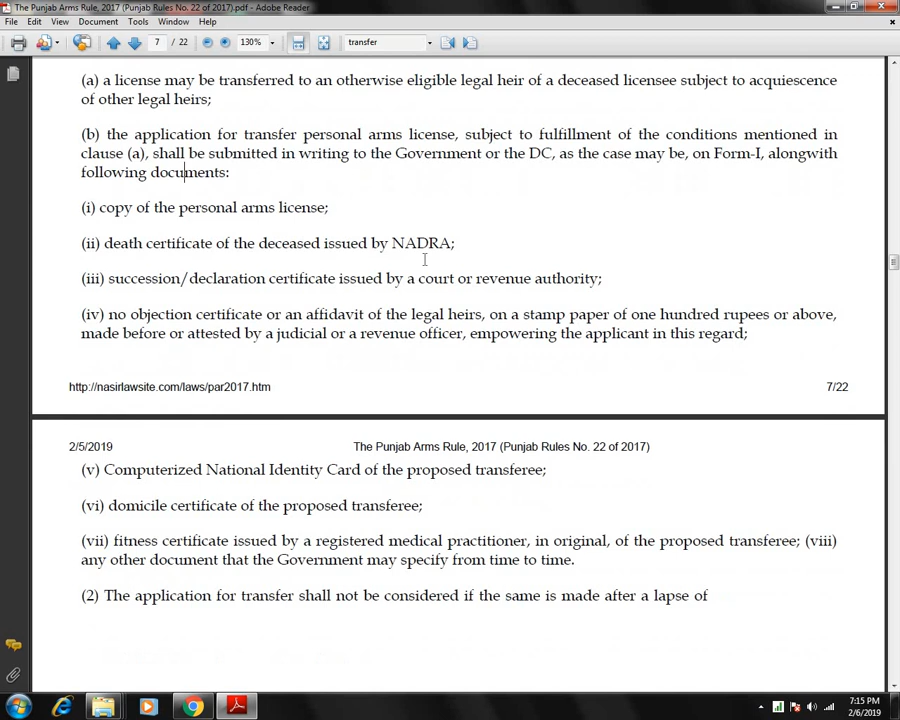 The Punjab Arms Rule, 2017 (Punjab Rules No. 22 of 2017).pdf - Adobe Reader
File Edit View Document Tools Window Help
7 / 22 130% transfer
(a) a license may be transferred to an otherwise eligible legal heir of a deceased licensee subject to acquiescence
of other legal heirs;
(b) the application for transfer personal arms license, subject to fulfillment of the conditions mentioned in
clause (a), shall be submitted in writing to the Government or the DC, as the case may be, on Form-I, alongwith
following documents:
(i) copy of the personal arms license;
(ii) death certificate of the deceased issued by NADRA;
(iii) succession/declaration certificate issued by a court or revenue authority;
(iv) no objection certificate or an affidavit of the legal heirs, on a stamp paper of one hundred rupees or above,
made before or attested by a judicial or a revenue officer, empowering the applicant in this regard;
http://nasirlawsite.com/laws/par2017.htm 7/22
2/5/2019 The Punjab Arms Rule, 2017 (Punjab Rules No. 22 of 2017)
(v) Computerized National Identity Card of the proposed transferee;
(vi) domicile certificate of the proposed transferee;
(vii) fitness certificate issued by a registered medical practitioner, in original, of the proposed transferee; (viii)
any other document that the Government may specify from time to time.
(2) The application for transfer shall not be considered if the same is made after a lapse of
7:15 PM
2/6/2019